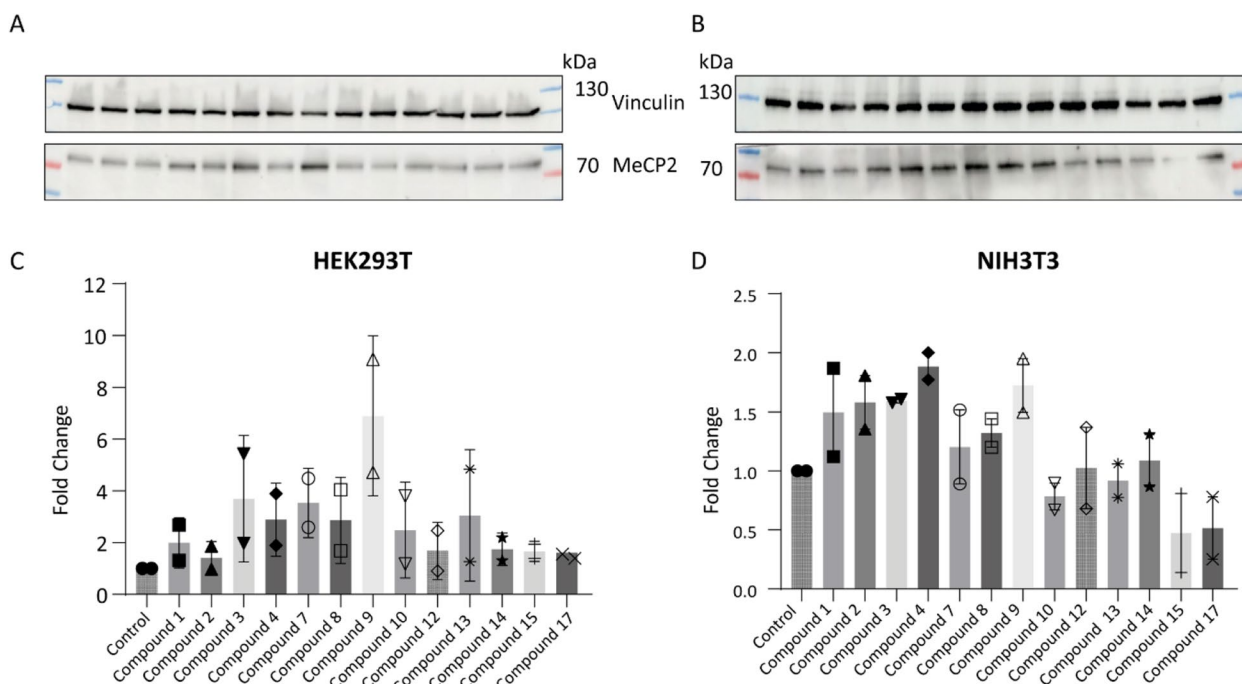 A
B
kDa
kDa
130
Vinculin
130
70
MeCP2
70
C
HEK293T
D
NIH3T3
Fold Change
12
10
8
6
4
2
0
Control
Compound 1
Compound 2
Compound 3
Compound 4
Compound 7
Compound 8
Compound 9
Compound 10
Compound 12
Compound 13
Compound 14
Compound 15
Compound 17
Fold Change
2.5
2.0
1.5
1.0
0.5
0.0
Control
Compound 1
Compound 2
Compound 3
Compound 4
Compound 7
Compound 8
Compound 9
Compound 10
Compound 12
Compound 13
Compound 14
Compound 15
Compound 17